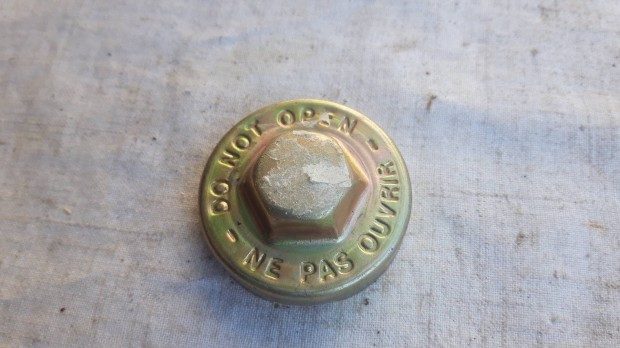 DO NOT OPEN -
NE PAS OUVRIR -